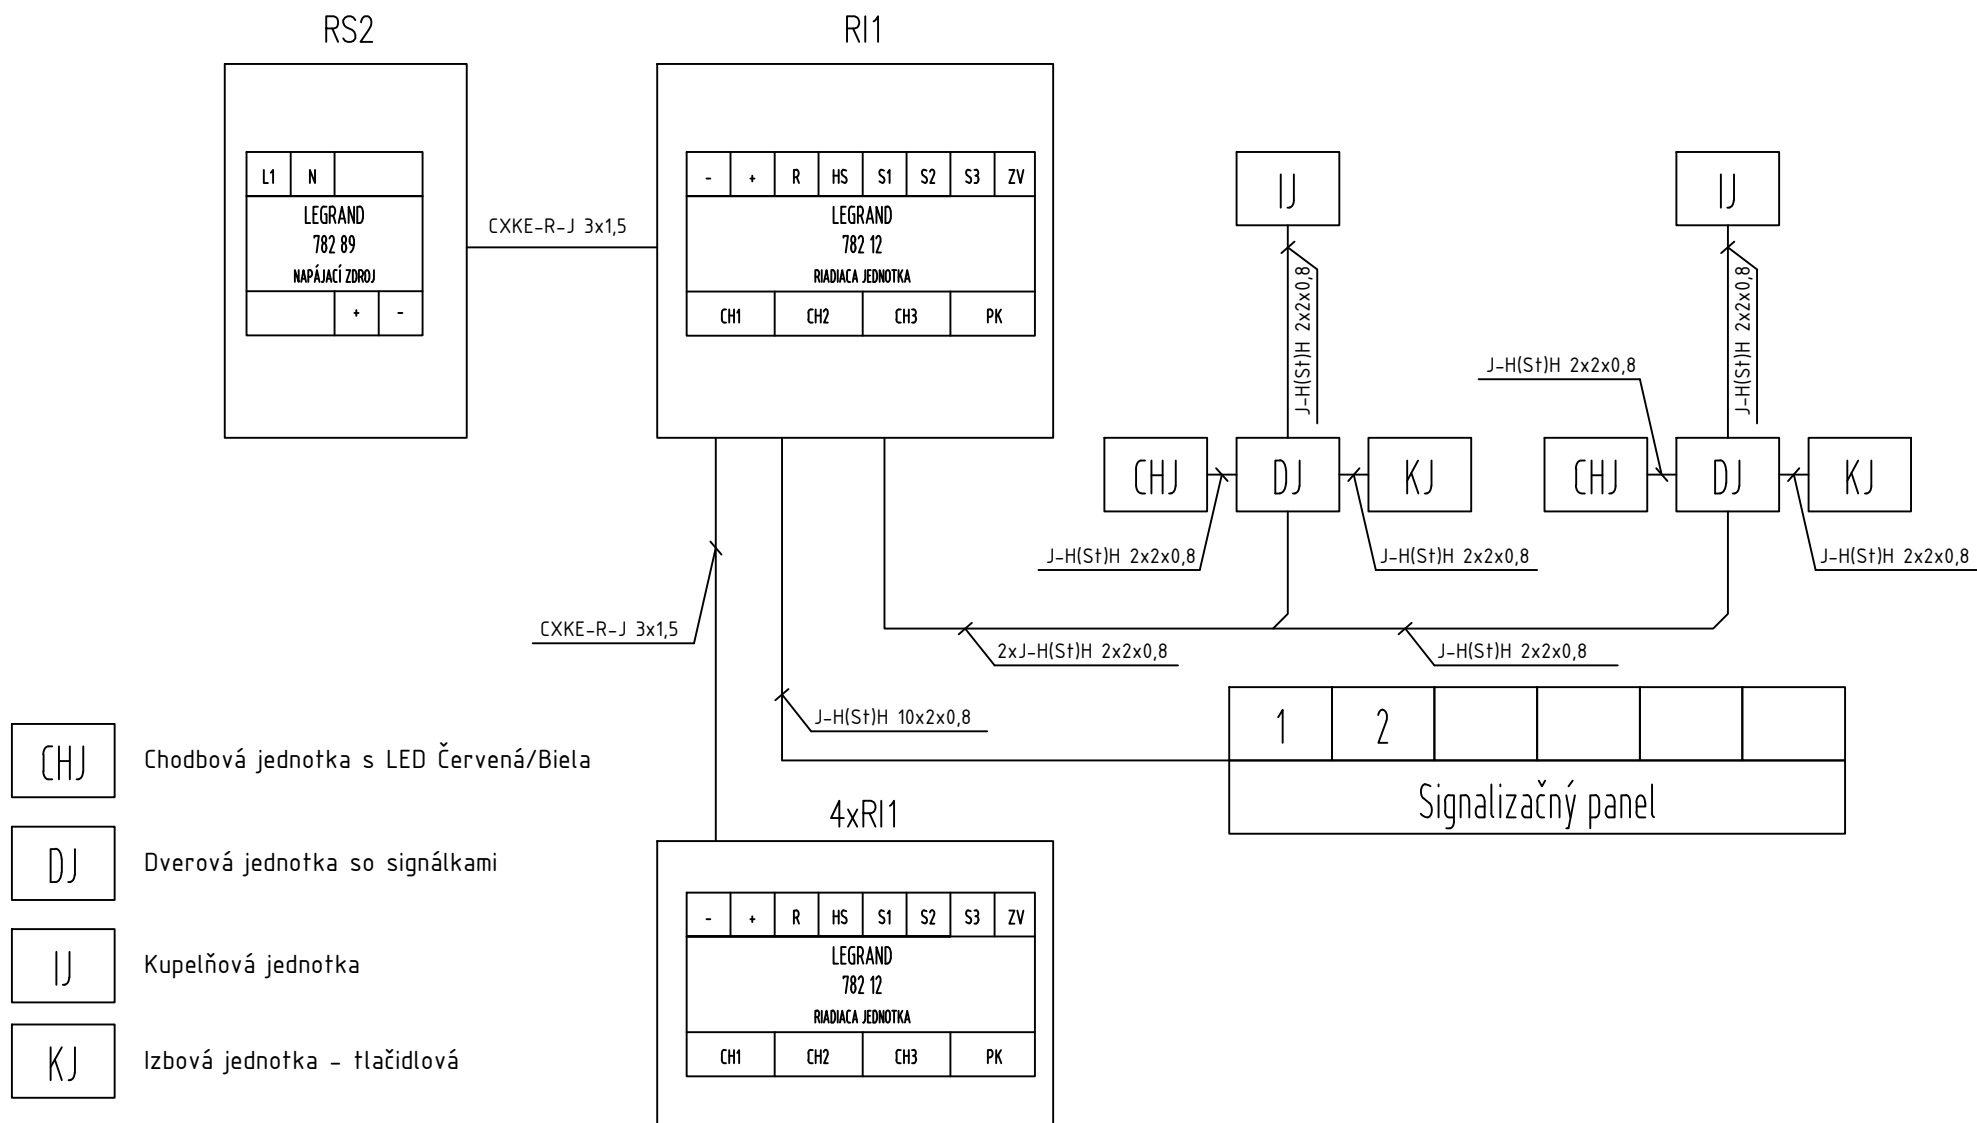 RS2
RI1
L1 N
LEGRAND
782 89
NAPÁJACÍ ZDROJ
+ -
CXKE-R-J 3x1,5
- + R HS S1 S2 S3 ZV
LEGRAND
782 12
RIADIACA JEDNOTKA
CH1 CH2 CH3 PK
IJ
IJ
J-H(St)H 2x2x0,8
J-H(St)H 2x2x0,8
J-H(St)H 2x2x0,8
CHJ
DJ
KJ
CHJ
DJ
KJ
J-H(St)H 2x2x0,8
J-H(St)H 2x2x0,8
J-H(St)H 2x2x0,8
CXKE-R-J 3x1,5
2xJ-H(St)H 2x2x0,8
J-H(St)H 2x2x0,8
J-H(St)H 10x2x0,8
1 2
Signalizačný panel
CHJ Chodbová jednotka s LED Červená/Biela
DJ Dverová jednotka so signálkami
IJ Kupelňová jednotka
KJ Izbová jednotka - tlačidlová
4xRI1
- + R HS S1 S2 S3 ZV
LEGRAND
782 12
RIADIACA JEDNOTKA
CH1 CH2 CH3 PK